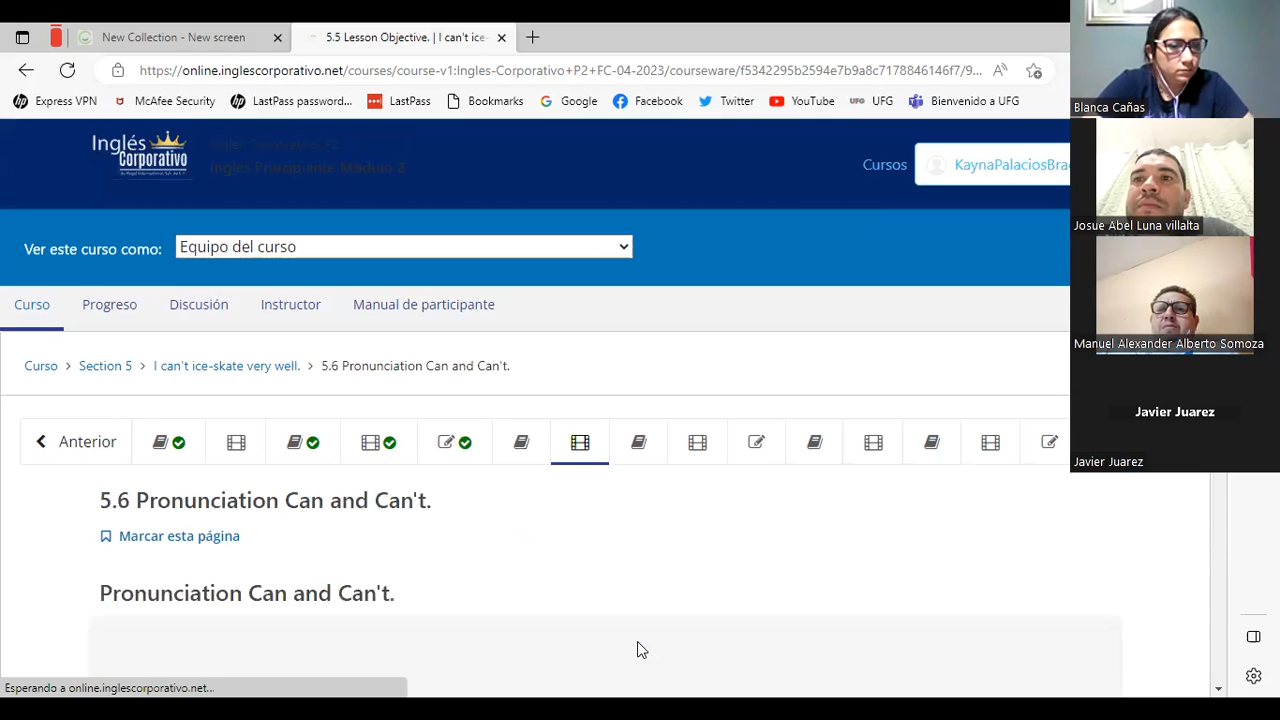 New Collection - New screen
5.5 Lesson Objective. | I can't ice
https://online.inglescorporativo.net/courses/course-v1:Ingles-Corporativo+P2+FC-04-2023/courseware/f5342295b2594e7b9a8c7178846146f7/9...
Express VPN McAfee Security LastPass password... LastPass Bookmarks Google Facebook Twitter YouTube UFG UFG Bienvenido a UFG
Inglés
Corporativo
Inglés Principiante Módulo 2
Cursos
KaynaPalaciosBra
Ver este curso como: Equipo del curso
Curso Progreso Discusión Instructor Manual de participante
Curso > Section 5 > I can't ice-skate very well. > 5.6 Pronunciation Can and Can't.
Anterior
5.6 Pronunciation Can and Can't.
Marcar esta página
Pronunciation Can and Can't.
Esperando a online.inglescorporativo.net...
Blanca Cañas
Josue Abel Luna villalta
Manuel Alexander Alberto Somoza
Javier Juarez
Javier Juarez